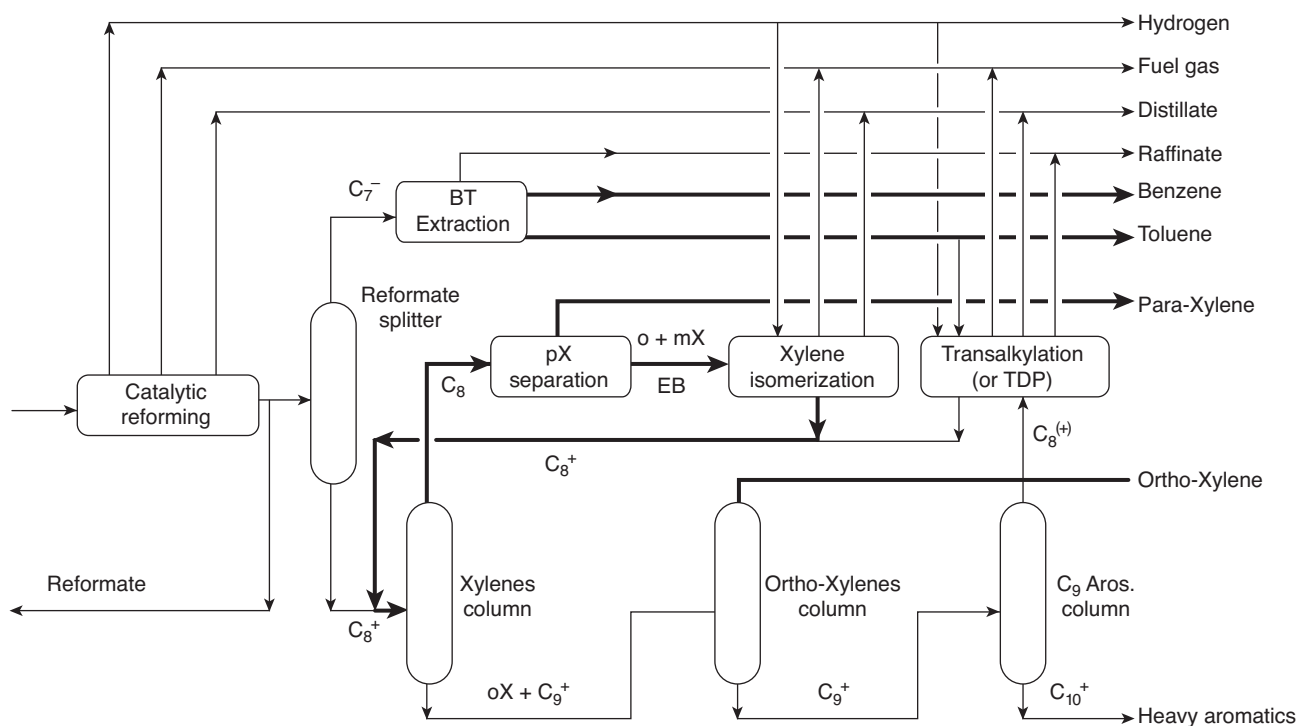 Hydrogen
Fuel gas
Distillate
Raffinate
C₇⁻
BT
Extraction
Benzene
Toluene
Reformate
splitter
Para-Xylene
o + mX
pX
separation
C₈
EB
Xylene
isomerization
Transalkylation
(or TDP)
Catalytic
reforming
C₈⁺
C₈⁽⁺⁾
Ortho-Xylene
Reformate
Xylenes
column
Ortho-Xylenes
column
C₉ Aros.
column
C₈⁺
oX + C₉⁺
C₉⁺
C₁₀⁺
Heavy aromatics